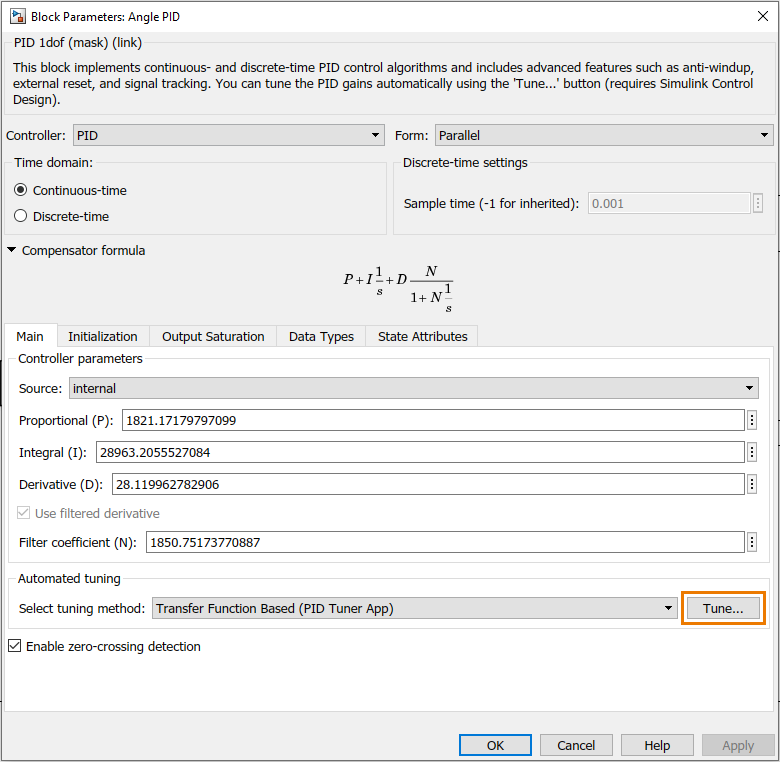 Block Parameters: Angle PID
PID 1dof (mask) (link)
This block implements continuous- and discrete-time PID control algorithms and includes advanced features such as anti-windup,
external reset, and signal tracking. You can tune the PID gains automatically using the 'Tune...' button (requires Simulink Control
Design).
Controller: PID
Form: Parallel
Time domain:
Continuous-time
Discrete-time
Discrete-time settings
Sample time (-1 for inherited): 0.001
Compensator formula
P + I 1/s + D N/(1 + N 1/s)
Main Initialization Output Saturation Data Types State Attributes
Controller parameters
Source: internal
Proportional (P): 1821.17179797099
Integral (I): 28963.2055527084
Derivative (D): 28.119962782906
Use filtered derivative
Filter coefficient (N): 1850.75173770887
Automated tuning
Select tuning method: Transfer Function Based (PID Tuner App) Tune...
Enable zero-crossing detection
OK Cancel Help Apply